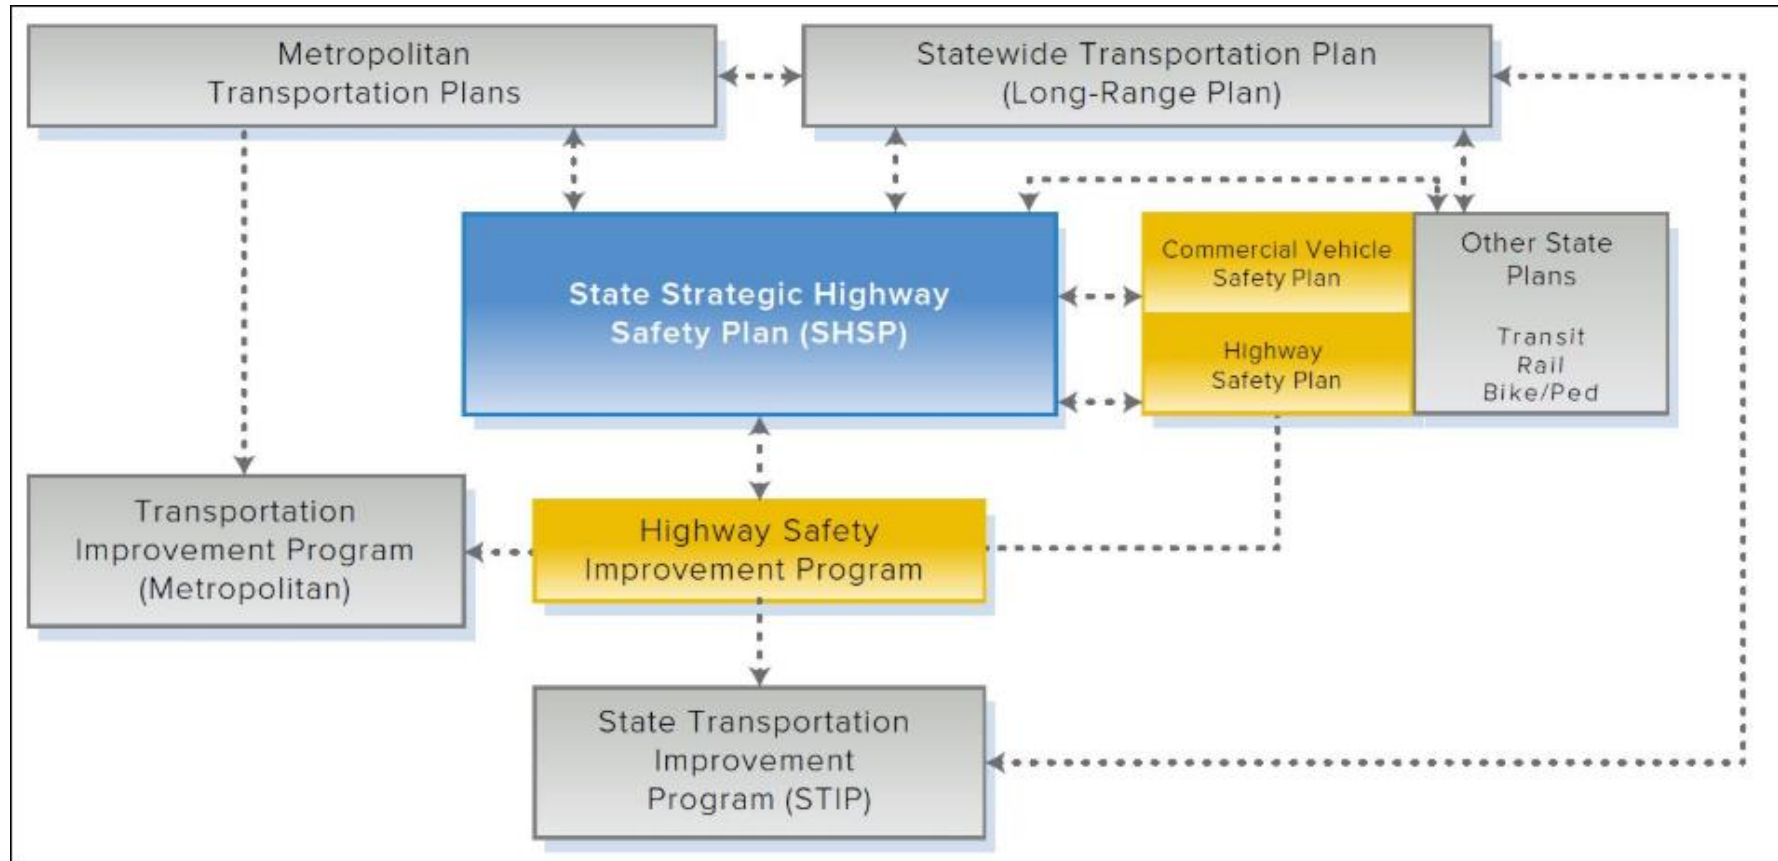 Metropolitan
Transportation Plans
Statewide Transportation Plan
(Long-Range Plan)
State Strategic Highway
Safety Plan (SHSP)
Commercial Vehicle
Safety Plan
Highway
Safety Plan
Other State
Plans
Transit
Rail
Bike/Ped
Transportation
Improvement Program
(Metropolitan)
Highway Safety
Improvement Program
State Transportation
Improvement
Program (STIP)